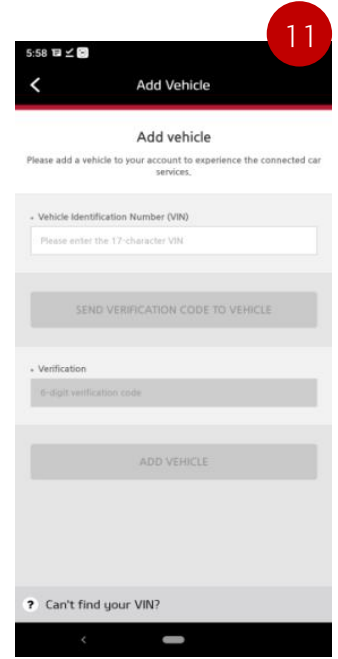 11
5:58
Add Vehicle
Add vehicle
Please add a vehicle to your account to experience the connected car
services.
• Vehicle Identification Number (VIN)
Please enter the 17-character VIN
SEND VERIFICATION CODE TO VEHICLE
• Verification
6-digit verification code
ADD VEHICLE
? Can't find your VIN?